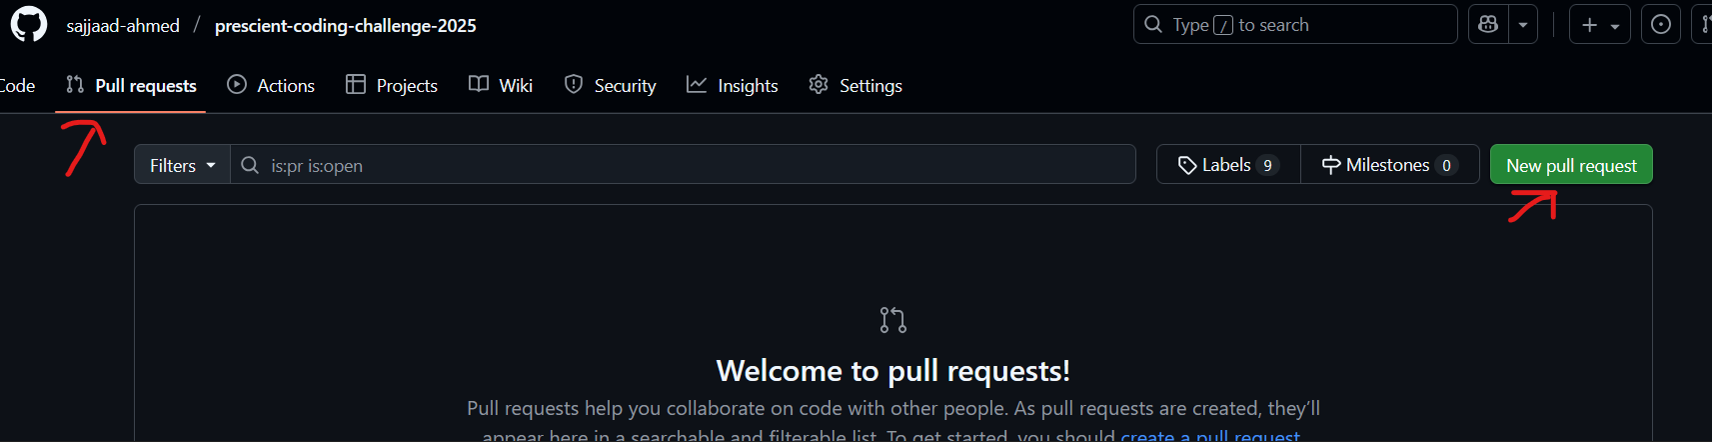 sajjaad-ahmed / prescient-coding-challenge-2025
Type / to search
Code Pull requests Actions Projects Wiki Security Insights Settings
Filters is:pr is:open Labels 9 Milestones 0 New pull request
Welcome to pull requests!
Pull requests help you collaborate on code with other people. As pull requests are created, they’ll
appear here in a searchable and filterable list. To get started, you should create a pull request.